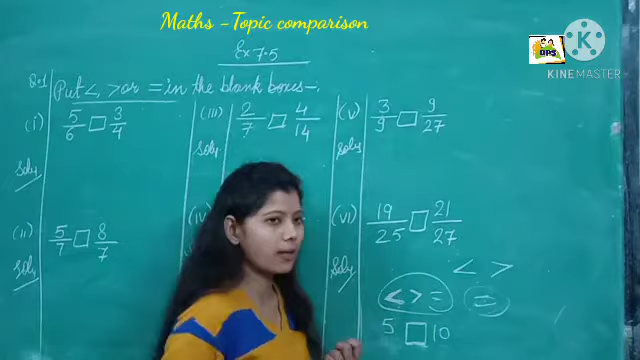 Maths - Topic comparison
DPS
KINEMASTER
Ex 7.5
Q.1 Put <, > or = in the blank boxes -.
(i) 5/6 □ 3/4
(iii) 2/7 □ 4/14
(v) 3/9 □ 9/27
Soln
Soln
Soln
(ii) 5/7 □ 8/7
(iv)
(vi) 19/25 □ 21/27
Soln
Soln
< >
< > = =
5 □ 10